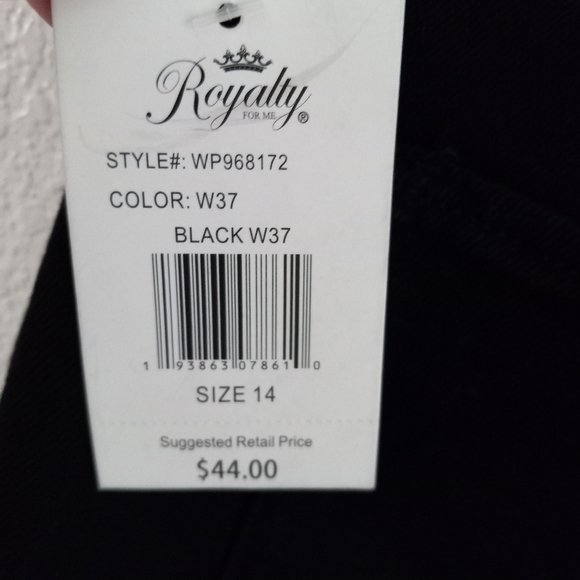 Royalty
FOR ME ®
STYLE#: WP968172
COLOR: W37
BLACK W37
1 93863 07861 0
SIZE 14
Suggested Retail Price
$44.00